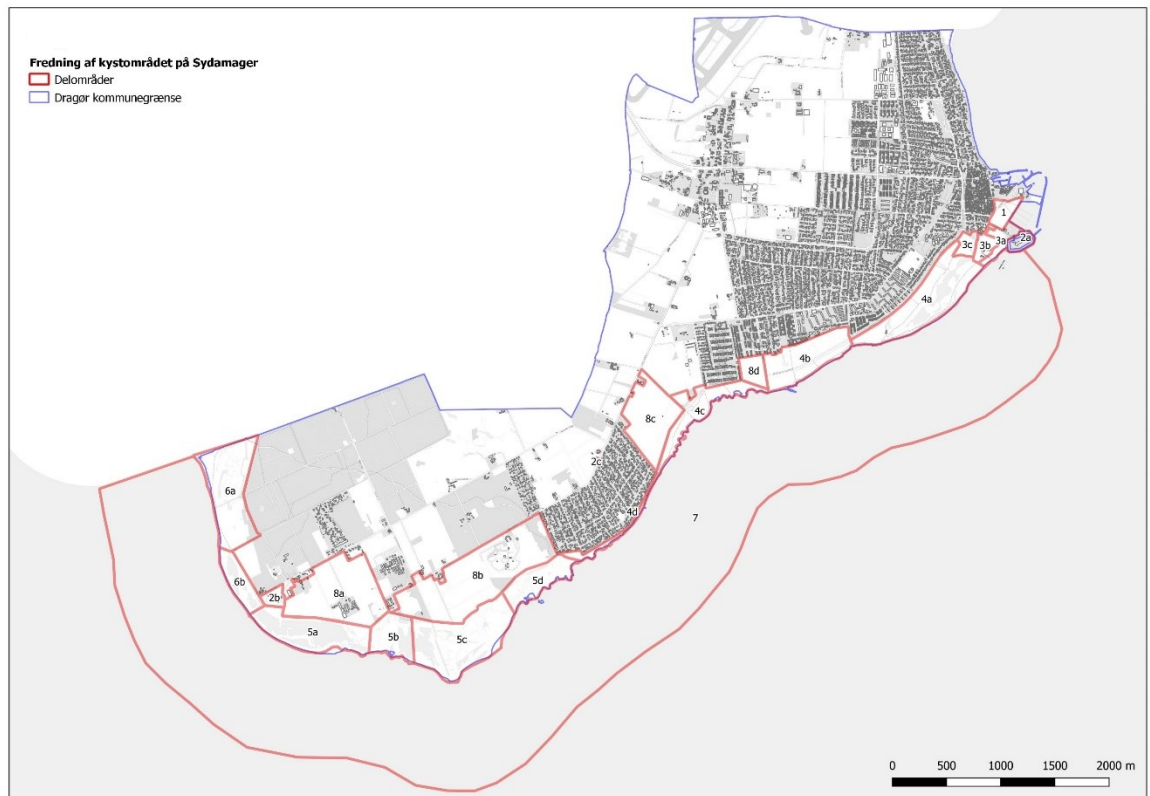 Fredning af kystområdet på Sydamager
Delområder
Dragør kommunegrænse
1
2a
3a
3b
3c
4a
4b
8d
4c
8c
2c
4d
7
6a
8b
5d
6b
2b
8a
5a
5b
5c
0 500 1000 1500 2000 m